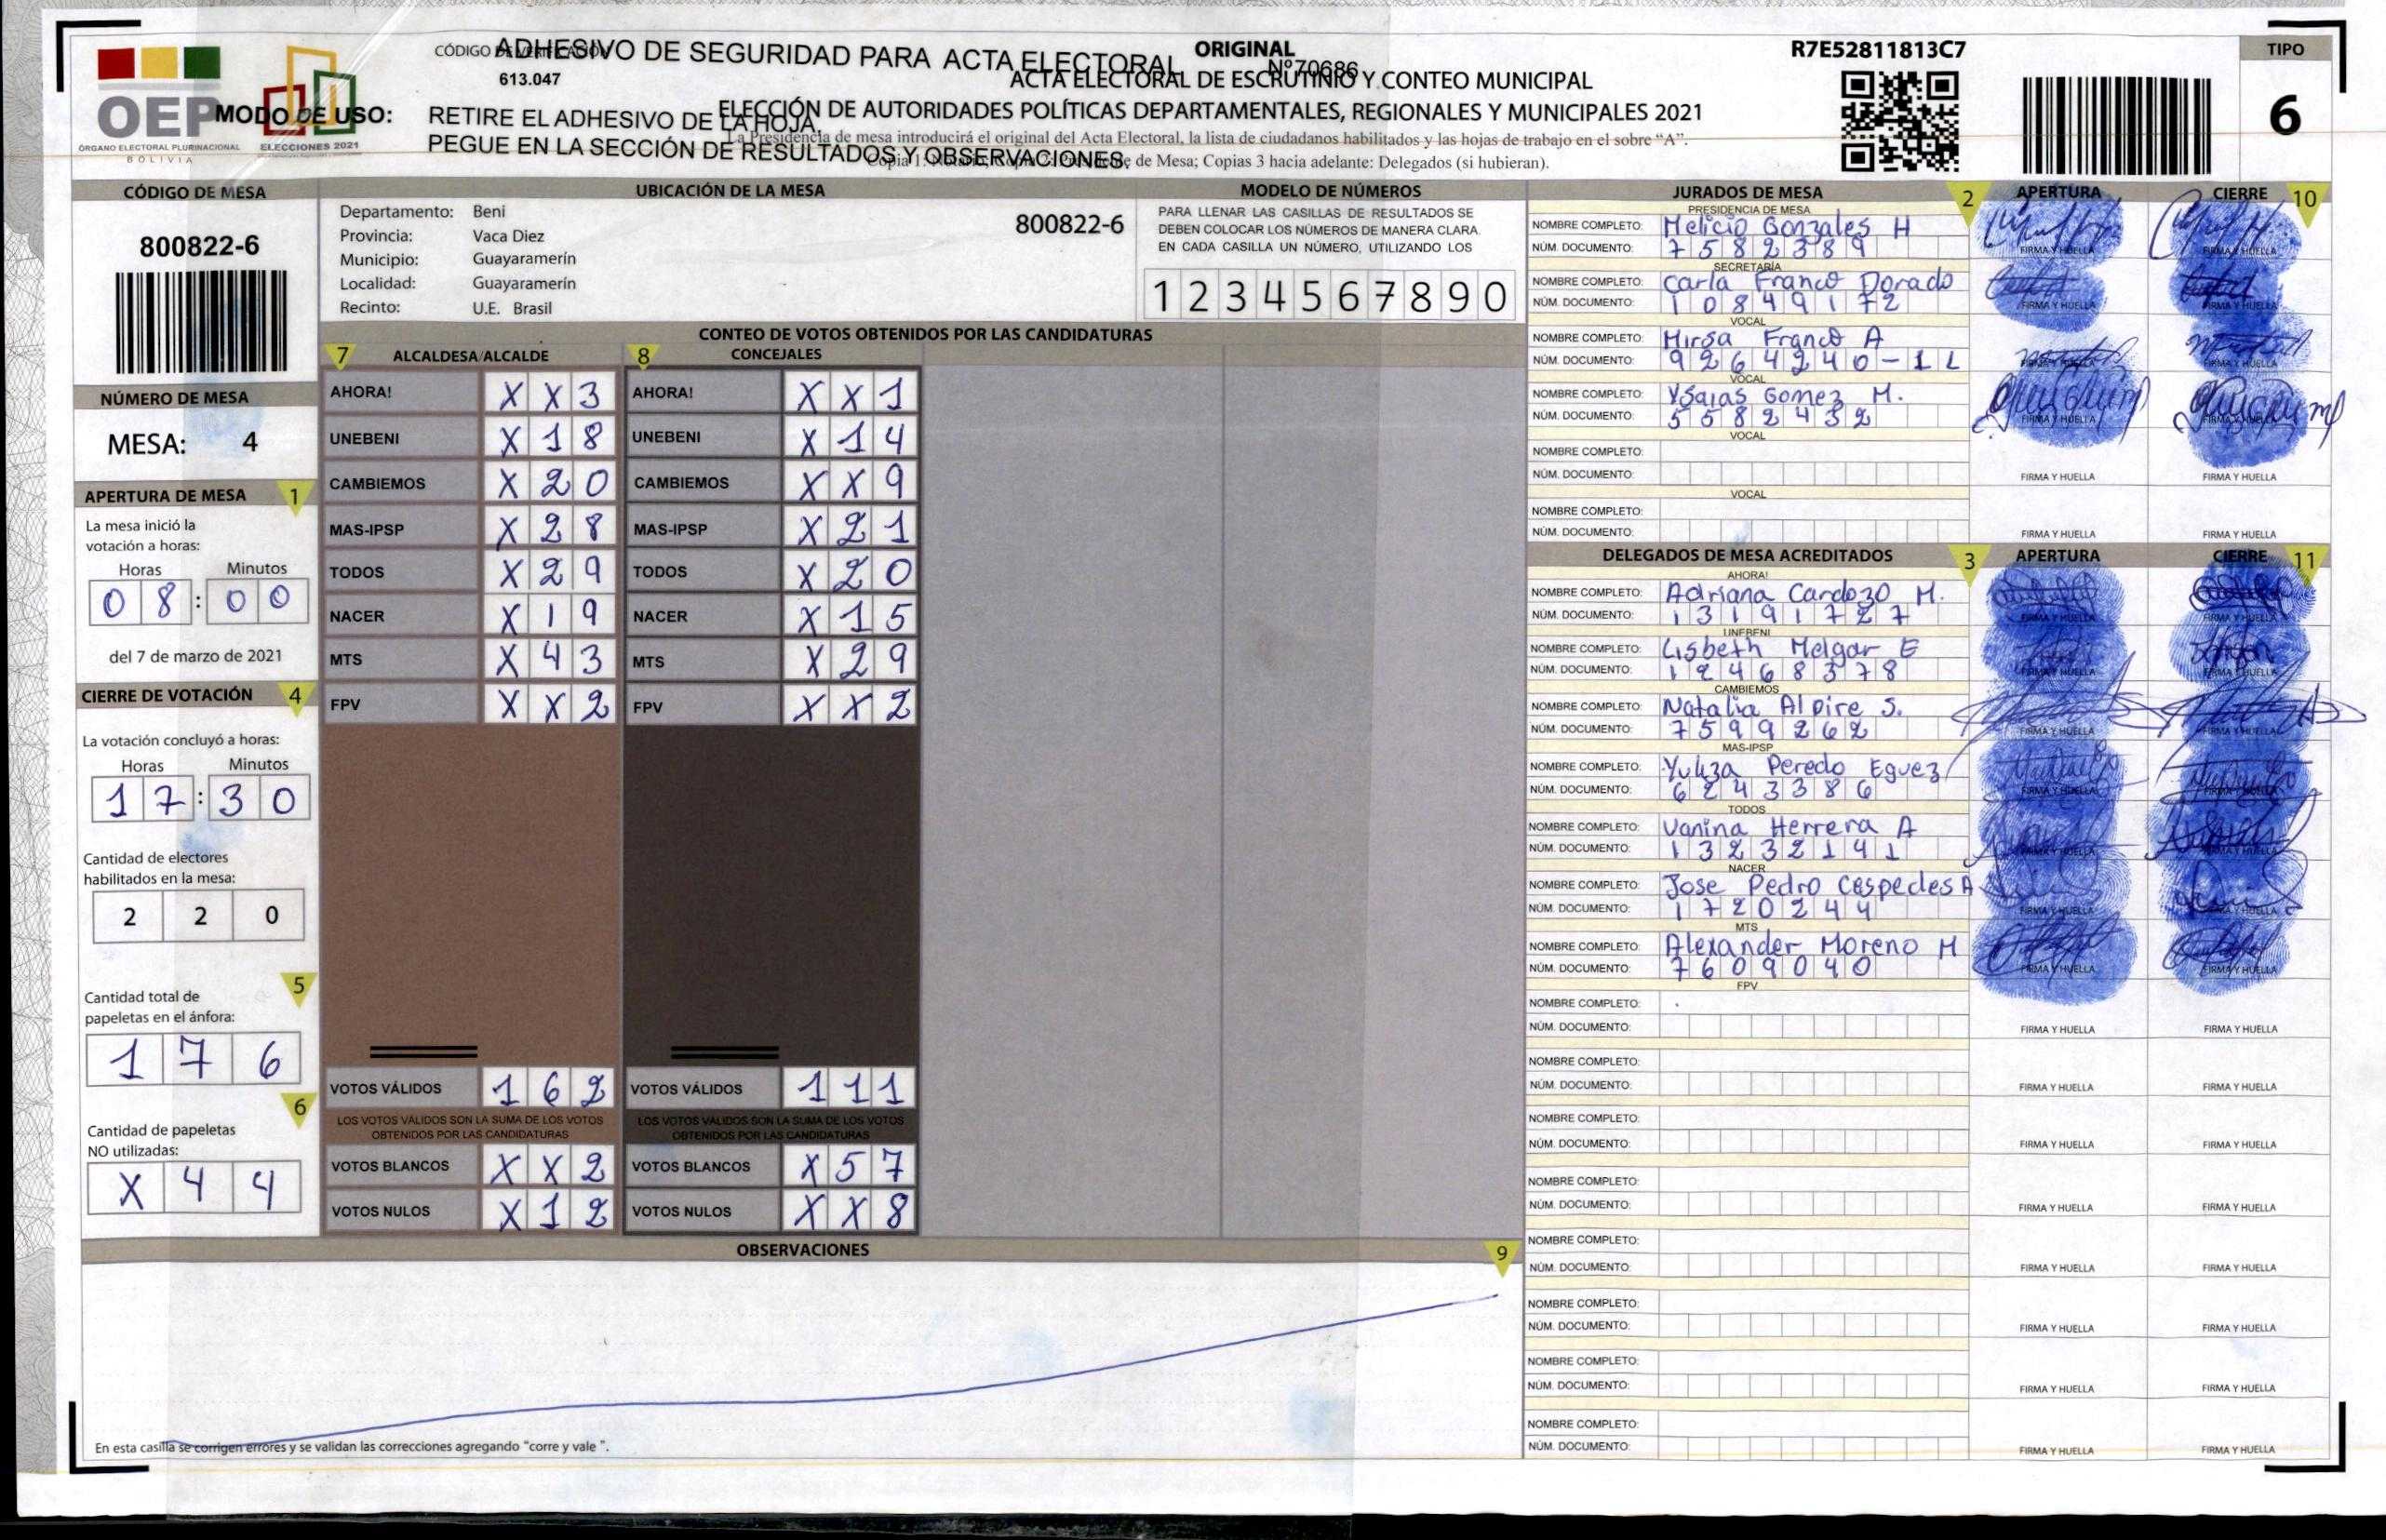 CÓDIGO DE VERIFICACIÓN
613.047
ADHESIVO DE SEGURIDAD PARA ACTA ELECTORAL
Nº70686
MODO DE USO:
RETIRE EL ADHESIVO DE LA HOJA,
PEGUE EN LA SECCIÓN DE RESULTADOS Y OBSERVACIONES.
ORIGINAL
ACTA ELECTORAL DE ESCRUTINIO Y CONTEO MUNICIPAL
ELECCIÓN DE AUTORIDADES POLÍTICAS DEPARTAMENTALES, REGIONALES Y MUNICIPALES 2021
La Presidencia de mesa introducirá el original del Acta Electoral, la lista de ciudadanos habilitados y las hojas de trabajo en el sobre “A”.
Copia 1: de Mesa; Copias 3 hacia adelante: Delegados (si hubieran).
R7E52811813C7
TIPO
6
OEP
ÓRGANO ELECTORAL PLURINACIONAL
BOLIVIA
ELECCIONES 2021
CÓDIGO DE MESA
800822-6
NÚMERO DE MESA
MESA: 4
APERTURA DE MESA 1
La mesa inició la
votación a horas:
Horas Minutos
0 8 : 0 0
del 7 de marzo de 2021
CIERRE DE VOTACIÓN 4
La votación concluyó a horas:
Horas Minutos
1 7 : 3 0
Cantidad de electores
habilitados en la mesa:
2 2 0
5
Cantidad total de
papeletas en el ánfora:
1 7 6
6
Cantidad de papeletas
NO utilizadas:
X 4 4
UBICACIÓN DE LA MESA
Departamento: Beni
800822-6
Provincia: Vaca Diez
Municipio: Guayaramerín
Localidad: Guayaramerín
Recinto: U.E. Brasil
MODELO DE NÚMEROS
PARA LLENAR LAS CASILLAS DE RESULTADOS SE
DEBEN COLOCAR LOS NÚMEROS DE MANERA CLARA.
EN CADA CASILLA UN NÚMERO, UTILIZANDO LOS
1 2 3 4 5 6 7 8 9 0
CONTEO DE VOTOS OBTENIDOS POR LAS CANDIDATURAS
7 ALCALDESA/ALCALDE 8 CONCEJALES
AHORA! X X 3 AHORA! X X 1
UNEBENI X 1 8 UNEBENI X 1 4
CAMBIEMOS X 2 0 CAMBIEMOS X X 9
MAS-IPSP X 2 8 MAS-IPSP X 2 1
TODOS X 2 9 TODOS X 2 0
NACER X 1 9 NACER X 1 5
MTS X 4 3 MTS X 2 9
FPV X X 2 FPV X X 2
VOTOS VÁLIDOS 1 6 2 VOTOS VÁLIDOS 1 1 1
LOS VOTOS VÁLIDOS SON LA SUMA DE LOS VOTOS LOS VOTOS VÁLIDOS SON LA SUMA DE LOS VOTOS
OBTENIDOS POR LAS CANDIDATURAS OBTENIDOS POR LAS CANDIDATURAS
VOTOS BLANCOS X X 2 VOTOS BLANCOS X 5 7
VOTOS NULOS X 1 2 VOTOS NULOS X X 8
OBSERVACIONES 9
En esta casilla se corrigen errores y se validan las correcciones agregando "corre y vale ".
JURADOS DE MESA 2 APERTURA CIERRE 10
PRESIDENCIA DE MESA
NOMBRE COMPLETO: Melicio Gonzales H
NÚM. DOCUMENTO: 7582389 FIRMA Y HUELLA FIRMA Y HUELLA
SECRETARÍA
NOMBRE COMPLETO: Carla Franco Dorado
NÚM. DOCUMENTO: 10849172 FIRMA Y HUELLA FIRMA Y HUELLA
VOCAL
NOMBRE COMPLETO: Mirsa Franco A
NÚM. DOCUMENTO: 9264240-1L FIRMA Y HUELLA FIRMA Y HUELLA
VOCAL
NOMBRE COMPLETO: Ysaias Gomez M.
NÚM. DOCUMENTO: 5582432 FIRMA Y HUELLA FIRMA Y HUELLA
VOCAL
NOMBRE COMPLETO:
NÚM. DOCUMENTO: FIRMA Y HUELLA FIRMA Y HUELLA
VOCAL
NOMBRE COMPLETO:
NÚM. DOCUMENTO: FIRMA Y HUELLA FIRMA Y HUELLA
DELEGADOS DE MESA ACREDITADOS 3 APERTURA CIERRE 11
AHORA!
NOMBRE COMPLETO: Adriana Cardozo M.
NÚM. DOCUMENTO: 13191727 FIRMA Y HUELLA FIRMA Y HUELLA
UNEBENI
NOMBRE COMPLETO: Lisbeth Melgar E
NÚM. DOCUMENTO: 12468378 FIRMA Y HUELLA FIRMA Y HUELLA
CAMBIEMOS
NOMBRE COMPLETO: Natalia Alpire S.
NÚM. DOCUMENTO: 7599262 FIRMA Y HUELLA FIRMA Y HUELLA
MAS-IPSP
NOMBRE COMPLETO: Yuliza Peredo Eguez
NÚM. DOCUMENTO: 6243386 FIRMA Y HUELLA FIRMA Y HUELLA
TODOS
NOMBRE COMPLETO: Vanina Herrera A
NÚM. DOCUMENTO: 13232141 FIRMA Y HUELLA FIRMA Y HUELLA
NACER
NOMBRE COMPLETO: Jose Pedro Cespedes A
NÚM. DOCUMENTO: 1720244 FIRMA Y HUELLA FIRMA Y HUELLA
MTS
NOMBRE COMPLETO: Alexander Moreno M
NÚM. DOCUMENTO: 7609040 FIRMA Y HUELLA FIRMA Y HUELLA
FPV
NOMBRE COMPLETO:
NÚM. DOCUMENTO: FIRMA Y HUELLA FIRMA Y HUELLA
NOMBRE COMPLETO:
NÚM. DOCUMENTO: FIRMA Y HUELLA FIRMA Y HUELLA
NOMBRE COMPLETO:
NÚM. DOCUMENTO: FIRMA Y HUELLA FIRMA Y HUELLA
NOMBRE COMPLETO:
NÚM. DOCUMENTO: FIRMA Y HUELLA FIRMA Y HUELLA
NOMBRE COMPLETO:
NÚM. DOCUMENTO: FIRMA Y HUELLA FIRMA Y HUELLA
NOMBRE COMPLETO:
NÚM. DOCUMENTO: FIRMA Y HUELLA FIRMA Y HUELLA
NOMBRE COMPLETO:
NÚM. DOCUMENTO: FIRMA Y HUELLA FIRMA Y HUELLA
NOMBRE COMPLETO:
NÚM. DOCUMENTO: FIRMA Y HUELLA FIRMA Y HUELLA